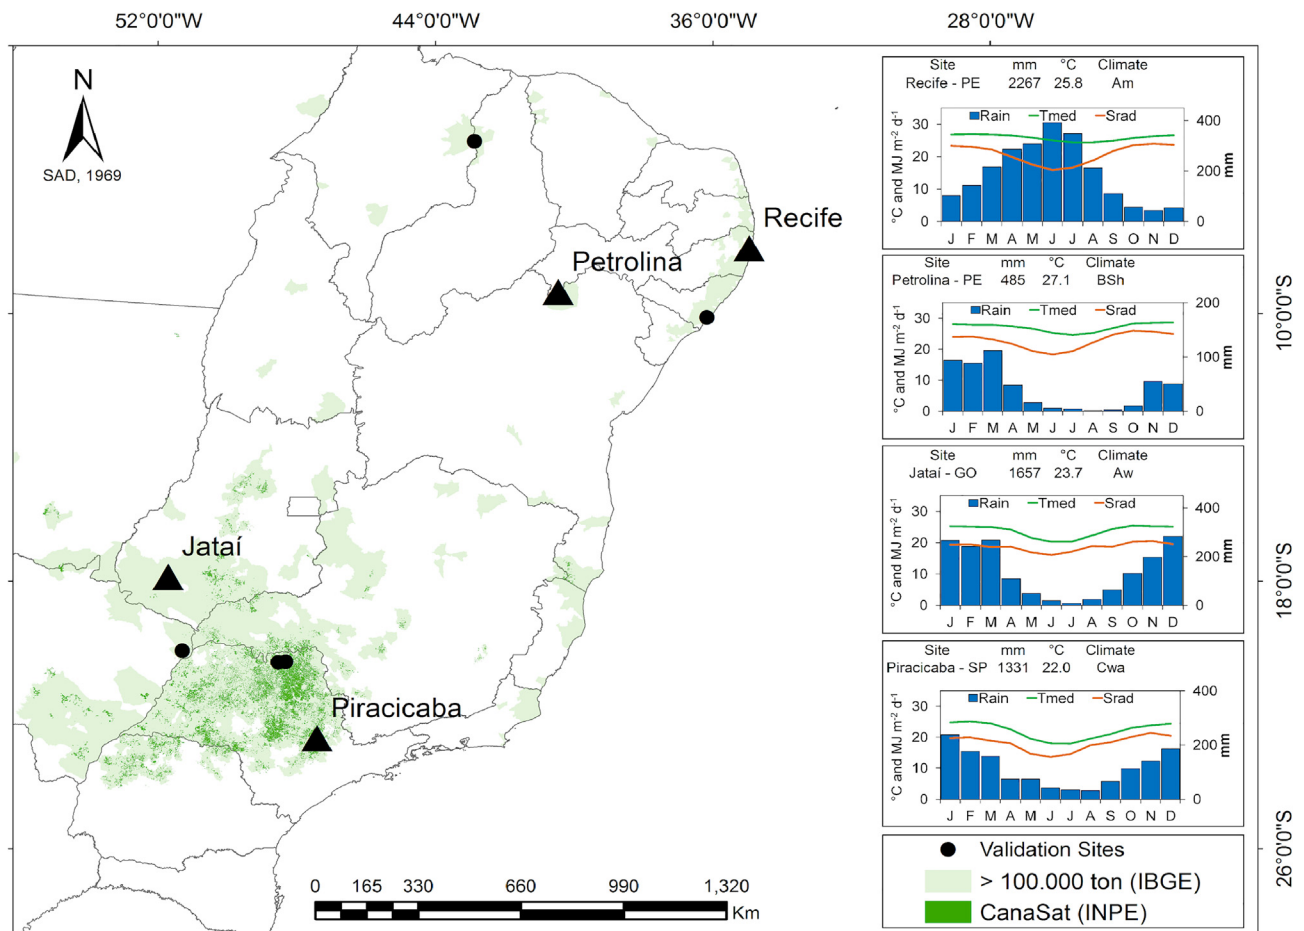 52°0'0"W 44°0'0"W 36°0'0"W 28°0'0"W
N
SAD, 1969
Recife
Petrolina
Jataí
Piracicaba
0 165 330 660 990 1,320
Km
10°0'0"S
18°0'0"S
26°0'0"S
Site mm °C Climate
Recife - PE 2267 25.8 Am
Rain Tmed Srad
°C and MJ m⁻² d⁻¹
30 20 10 0
400 200 0
mm
J F M A M J J A S O N D
Site mm °C Climate
Petrolina - PE 485 27.1 BSh
Rain Tmed Srad
°C and MJ m⁻² d⁻¹
30 20 10 0
200 100 0
mm
J F M A M J J A S O N D
Site mm °C Climate
Jataí - GO 1657 23.7 Aw
Rain Tmed Srad
°C and MJ m⁻² d⁻¹
30 20 10 0
400 200 0
mm
J F M A M J J A S O N D
Site mm °C Climate
Piracicaba - SP 1331 22.0 Cwa
Rain Tmed Srad
°C and MJ m⁻² d⁻¹
30 20 10 0
400 200 0
mm
J F M A M J J A S O N D
Validation Sites
> 100.000 ton (IBGE)
CanaSat (INPE)